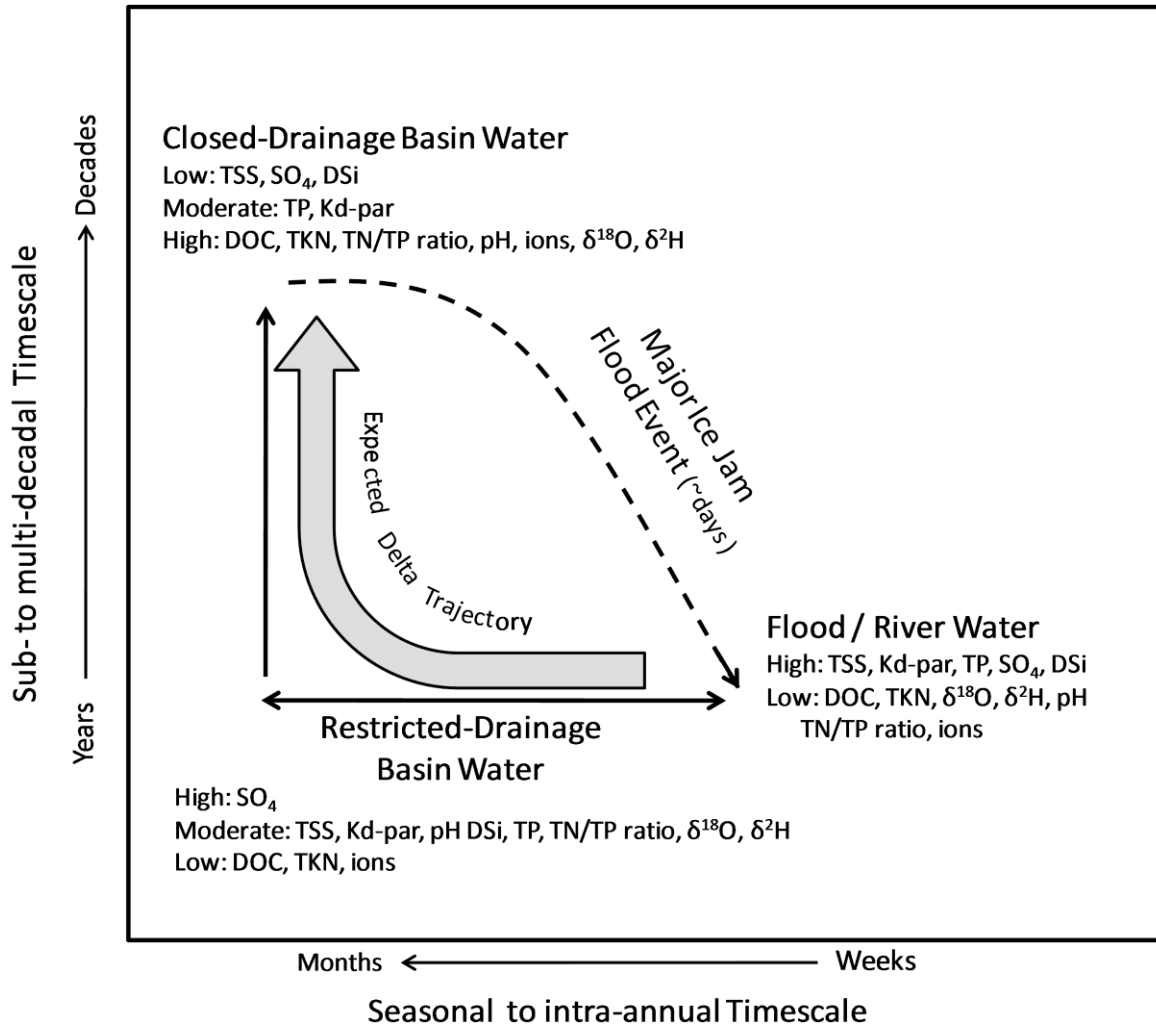 Closed-Drainage Basin Water
Low: TSS, SO₄, DSi
Moderate: TP, Kd-par
High: DOC, TKN, TN/TP ratio, pH, ions, δ¹⁸O, δ²H
Major Ice Jam
Flood Event (~days)
Expected Delta Trajectory
Flood / River Water
High: TSS, Kd-par, TP, SO₄, DSi
Low: DOC, TKN, δ¹⁸O, δ²H, pH
TN/TP ratio, ions
Restricted-Drainage
Basin Water
High: SO₄
Moderate: TSS, Kd-par, pH DSi, TP, TN/TP ratio, δ¹⁸O, δ²H
Low: DOC, TKN, ions
Sub- to multi-decadal Timescale
Years
Decades
Months
Weeks
Seasonal to intra-annual Timescale